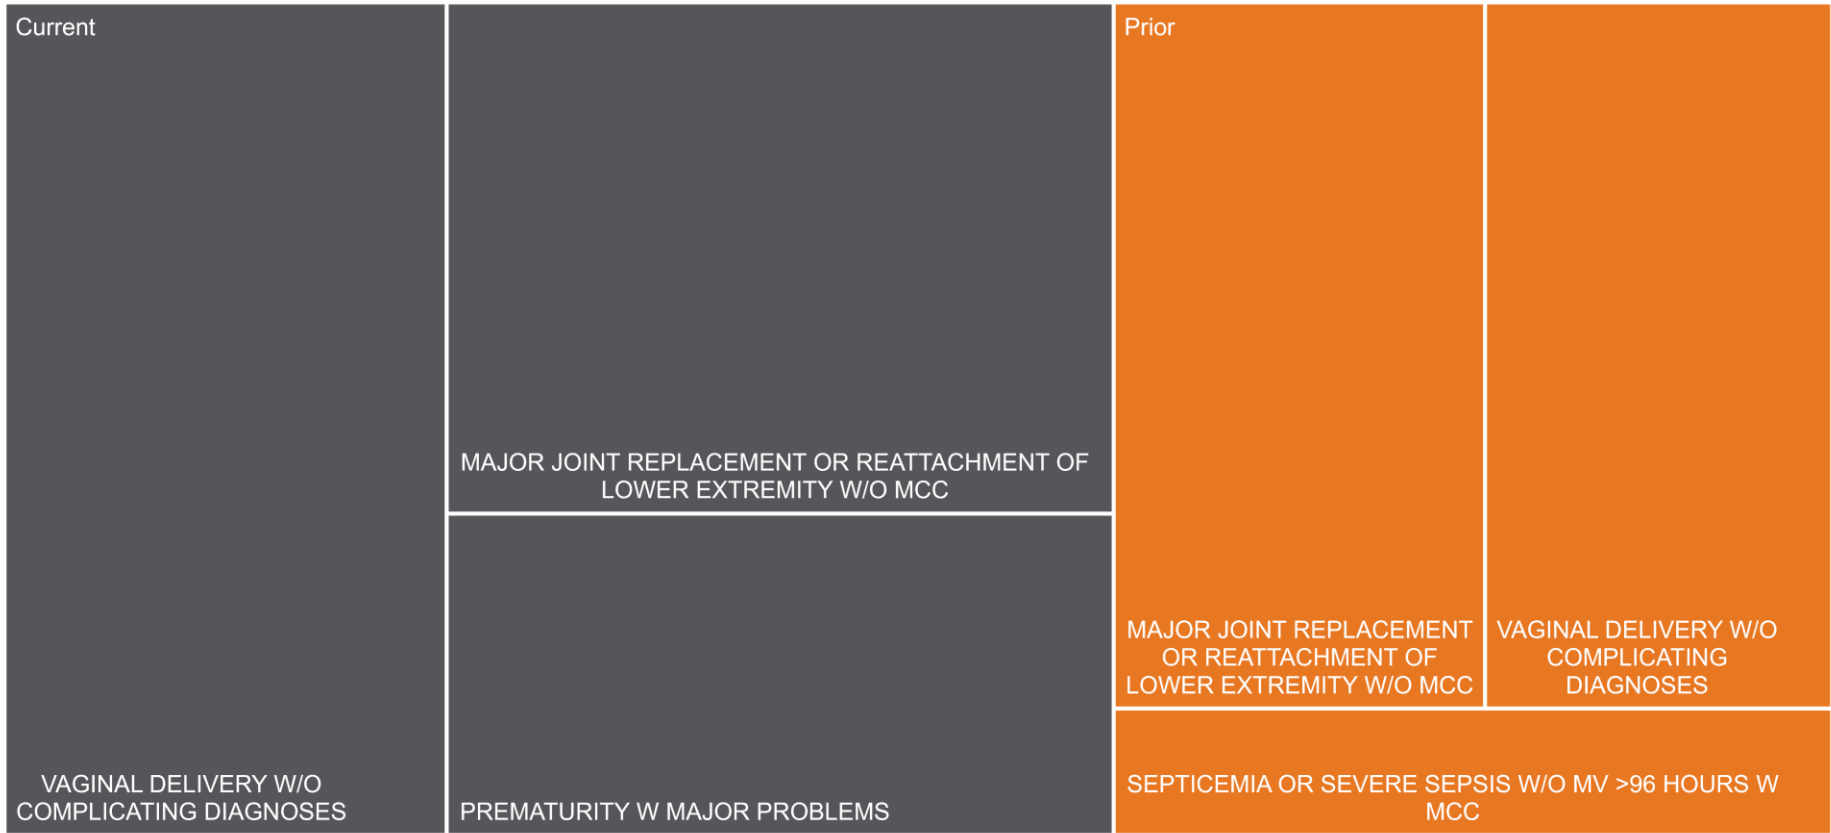 Current
VAGINAL DELIVERY W/O
COMPLICATING DIAGNOSES
MAJOR JOINT REPLACEMENT OR REATTACHMENT OF
LOWER EXTREMITY W/O MCC
PREMATURITY W MAJOR PROBLEMS
Prior
MAJOR JOINT REPLACEMENT
OR REATTACHMENT OF
LOWER EXTREMITY W/O MCC
VAGINAL DELIVERY W/O
COMPLICATING
DIAGNOSES
SEPTICEMIA OR SEVERE SEPSIS W/O MV >96 HOURS W
MCC